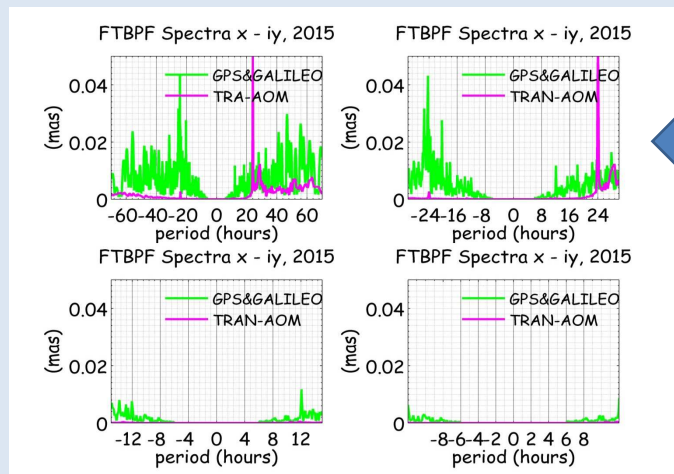 FTBPF Spectra x - iy, 2015
GPS&GALILEO
TRA-AOM
0.04
0.02
0
(mas)
-60-40-20 0 20 40 60
period (hours)
FTBPF Spectra x - iy, 2015
GPS&GALILEO
TRAN-AOM
0.04
0.02
0
(mas)
-24-16 -8 0 8 16 24
period (hours)
FTBPF Spectra x - iy, 2015
GPS&GALILEO
TRAN-AOM
0.04
0.02
0
(mas)
-12 -8 -4 0 4 8 12
period (hours)
FTBPF Spectra x - iy, 2015
GPS&GALILEO
TRAN-AOM
0.04
0.02
0
(mas)
-8-6-4-2 0 2 4 6 8
period (hours)